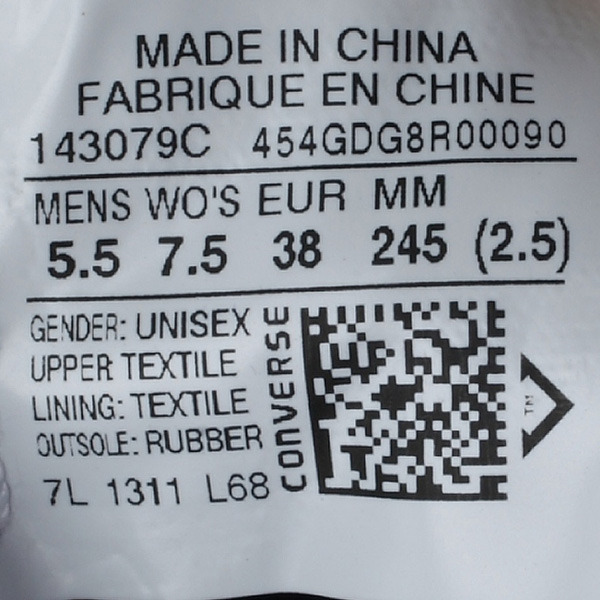 MADE IN CHINA
FABRIQUE EN CHINE
143079C 454GDG8R00090
MENS WO'S EUR MM
5.5 7.5 38 245 (2.5)
GENDER: UNISEX
UPPER TEXTILE
LINING: TEXTILE
OUTSOLE: RUBBER
7L 1311 L68
CONVERSE
TM